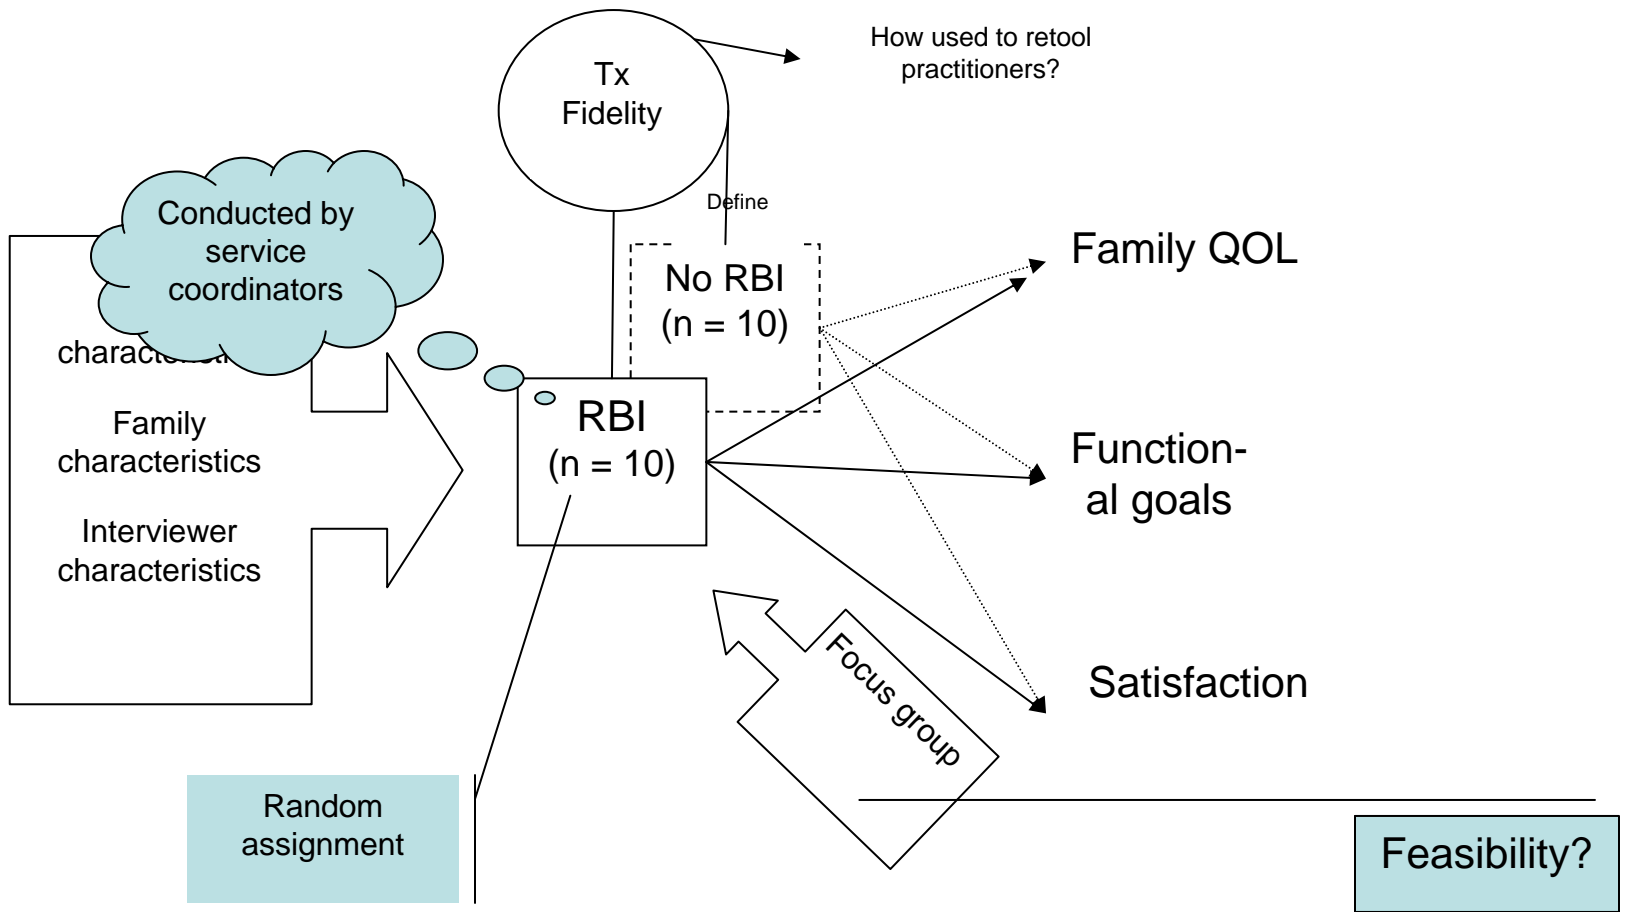 How used to retool
practitioners?
Tx
Fidelity
Define
Conducted by
service
coordinators
Family QOL
No RBI
(n = 10)
Family
characteristics
Interviewer
characteristics
RBI
(n = 10)
Function-
al goals
Satisfaction
Focus group
Random
assignment
Feasibility?